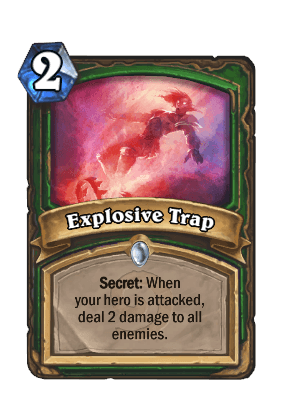 2
Explosive Trap
Secret: When
your hero is attacked,
deal 2 damage to all
enemies.